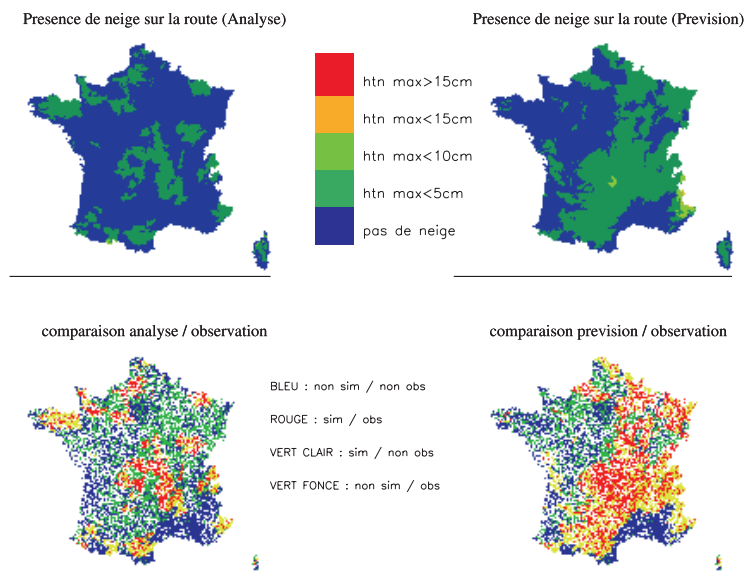 Presence de neige sur la route (Analyse)
Presence de neige sur la route (Prevision)
htn max>15cm
htn max<15cm
htn max<10cm
htn max<5cm
pas de neige
comparaison analyse / observation
comparaison prevision / observation
BLEU : non sim / non obs
ROUGE : sim / obs
VERT CLAIR : sim / non obs
VERT FONCE : non sim / obs